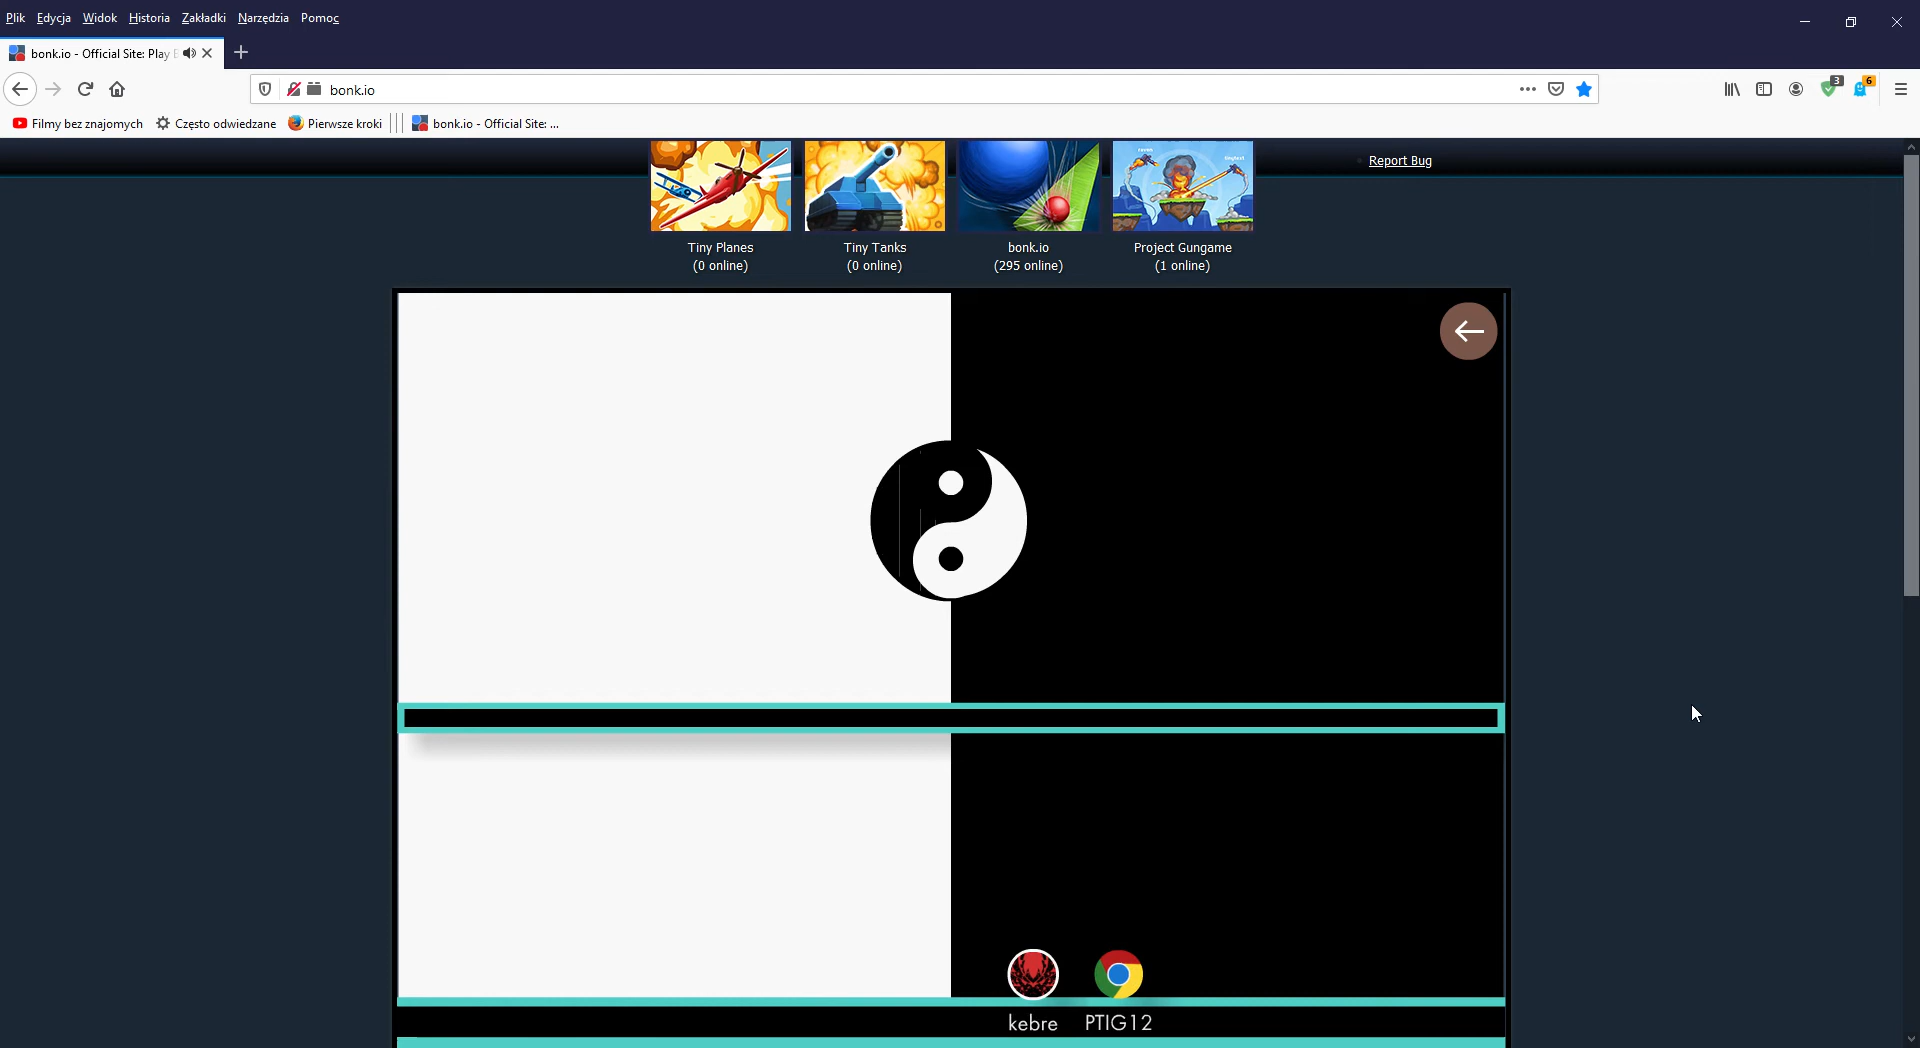 Plik Edycja Widok Historia Zakładki Narzędzia Pomoc
bonk.io - Official Site: Play
bonk.io
3
6
Filmy bez znajomych Często odwiedzane Pierwsze kroki bonk.io - Official Site: ...
Report Bug
Tiny Planes
(0 online)
Tiny Tanks
(0 online)
bonk.io
(295 online)
Project Gungame
(1 online)
kebre PTIG12